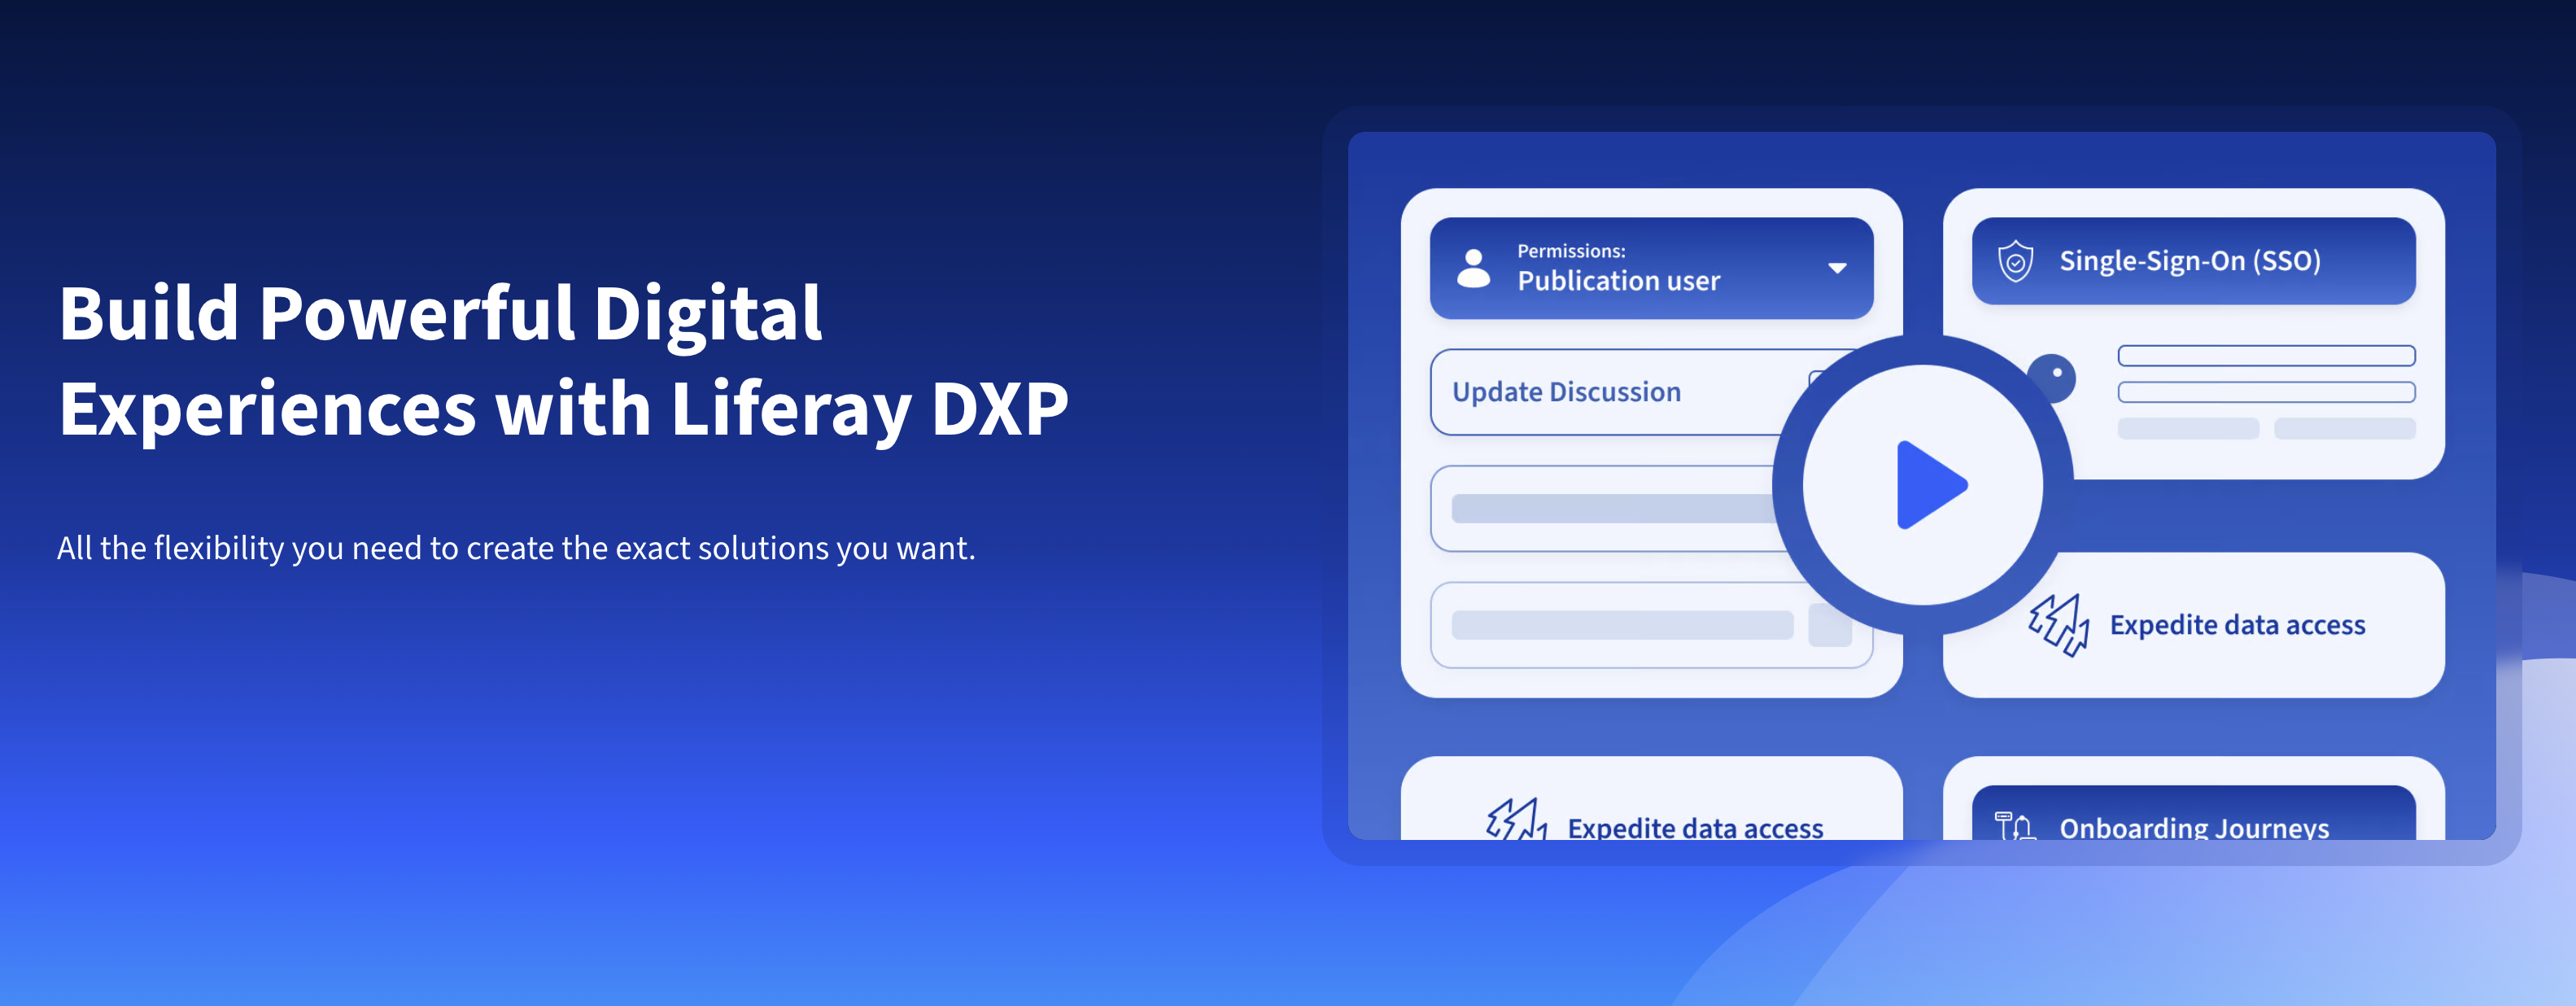 Build Powerful Digital
Experiences with Liferay DXP
All the flexibility you need to create the exact solutions you want.
Permissions:
Publication user
Update Discussion
Single-Sign-On (SSO)
Expedite data access
Expedite data access
Onboarding Journeys